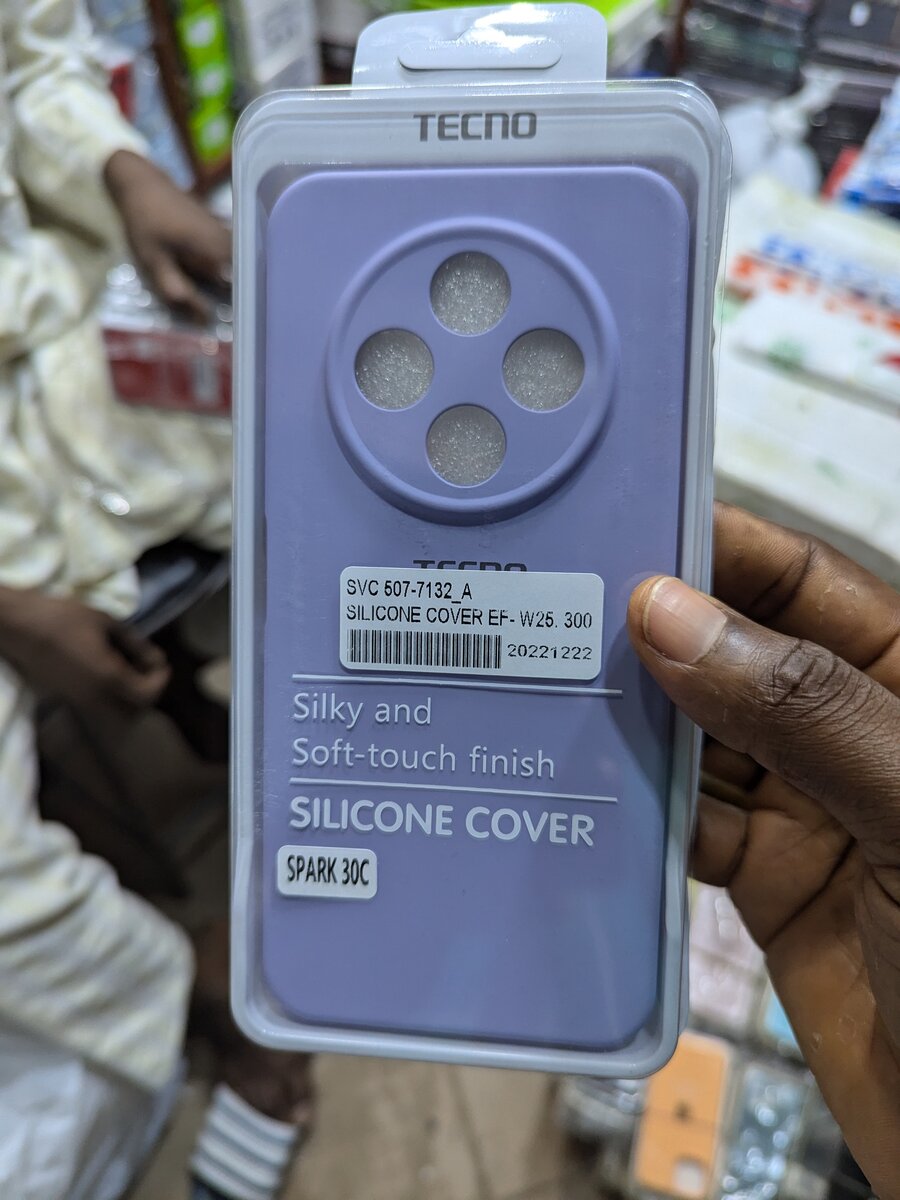 TECNO
TECNO
SVC 507-7132_A
SILICONE COVER EF- W25. 300
20221222
Silky and
Soft-touch finish
SILICONE COVER
SPARK 30C